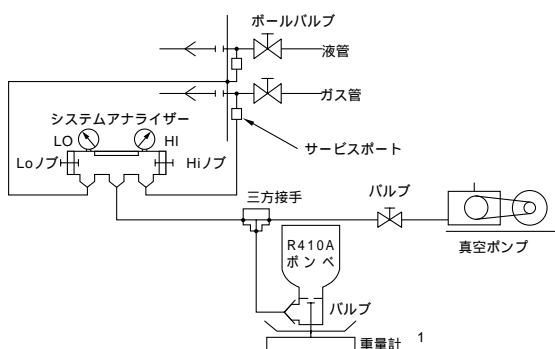 ボールバルブ
液管
ガス管
システムアナライザー
LO
HI
Loノブ
Hiノブ
サービスポート
三方接手
バルブ
R410A
ボンベ
真空ポンプ
バルブ
重量計 1